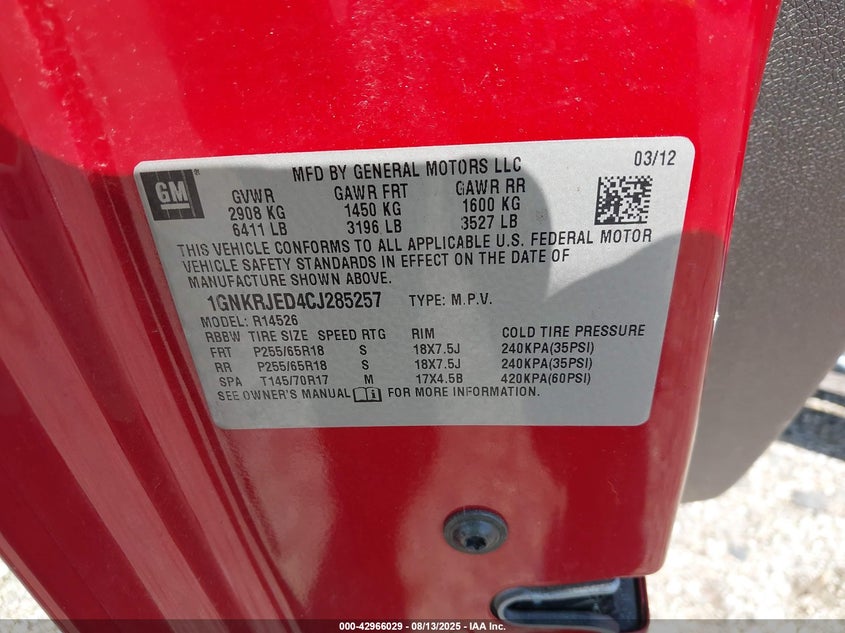 MFD BY GENERAL MOTORS LLC 03/12
GM
GVWR GAWR FRT GAWR RR
2908 KG 1450 KG 1600 KG
6411 LB 3196 LB 3527 LB
THIS VEHICLE CONFORMS TO ALL APPLICABLE U.S. FEDERAL MOTOR
VEHICLE SAFETY STANDARDS IN EFFECT ON THE DATE OF
MANUFACTURE SHOWN ABOVE.
1GNKRJED4CJ285257 TYPE: M.P.V.
MODEL: R14526
RBBW TIRE SIZE SPEED RTG RIM COLD TIRE PRESSURE
FRT P255/65R18 S 18X7.5J 240KPA(35PSI)
RR P255/65R18 S 18X7.5J 240KPA(35PSI)
SPA T145/70R17 M 17X4.5B 420KPA(60PSI)
SEE OWNER'S MANUAL FOR MORE INFORMATION.
000-42966029 - 08/13/2025 - IAA Inc.